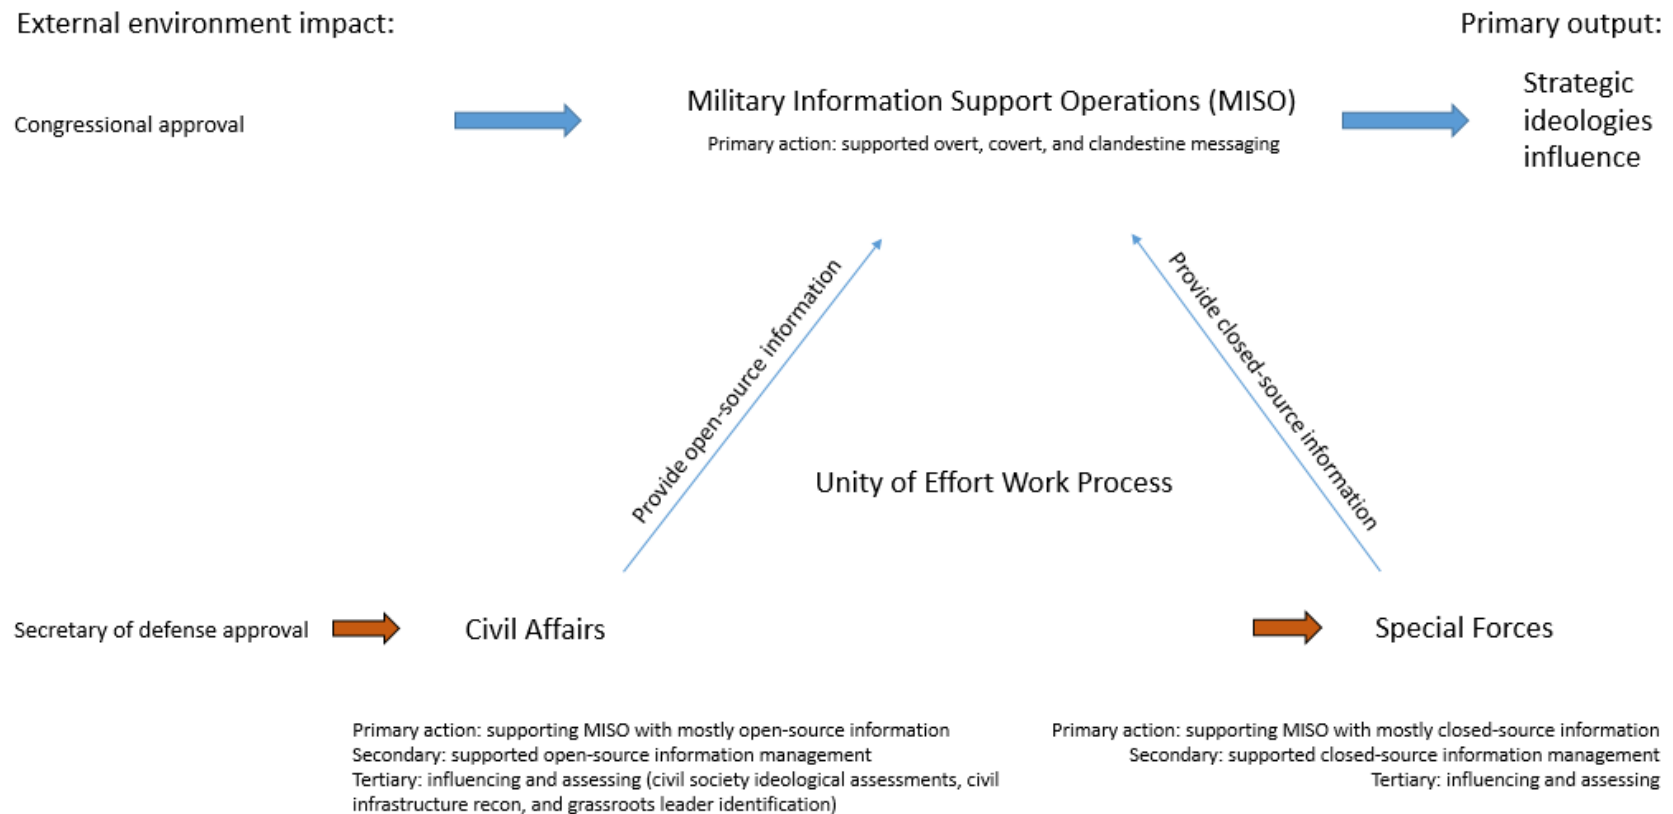 External environment impact:
Primary output:
Congressional approval
Military Information Support Operations (MISO)
Primary action: supported overt, covert, and clandestine messaging
Strategic
ideologies
influence
Provide open-source information
Provide closed-source information
Unity of Effort Work Process
Secretary of defense approval
Civil Affairs
Special Forces
Primary action: supporting MISO with mostly open-source information
Secondary: supported open-source information management
Tertiary: influencing and assessing (civil society ideological assessments, civil
infrastructure recon, and grassroots leader identification)
Primary action: supporting MISO with mostly closed-source information
Secondary: supported closed-source information management
Tertiary: influencing and assessing